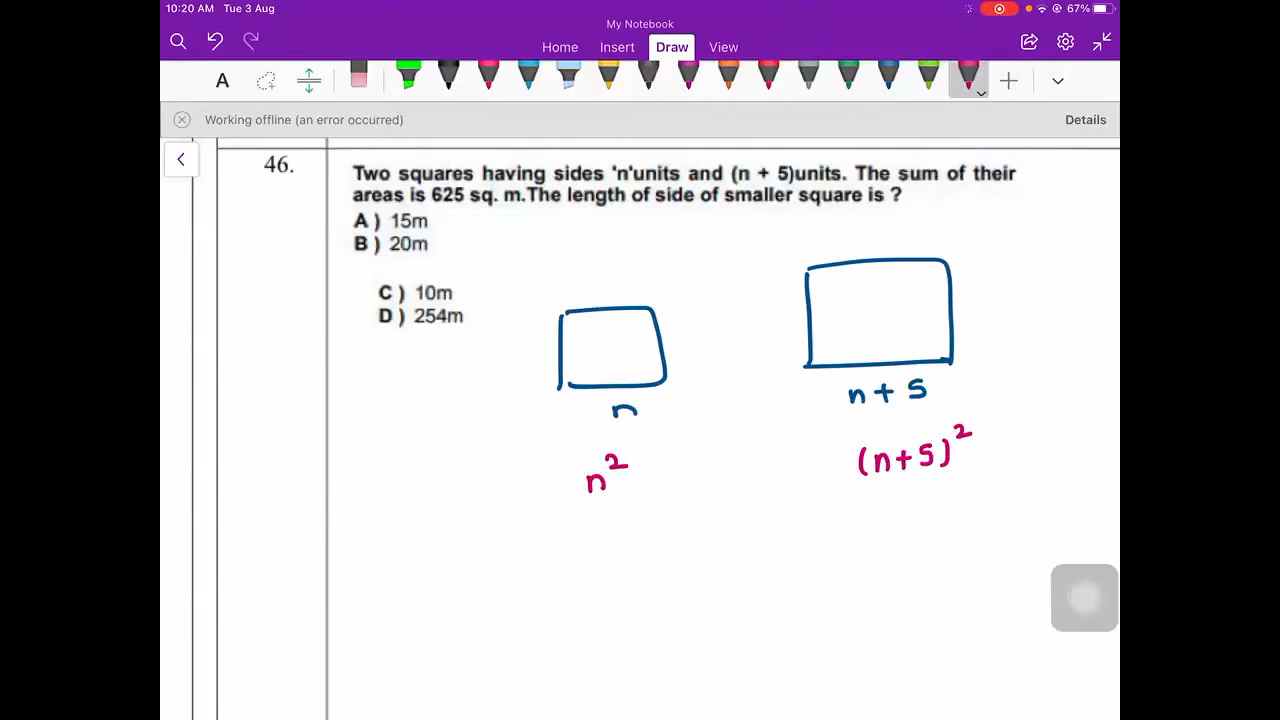 10:20 AM Tue 3 Aug
67%
My Notebook
Home Insert Draw View
A
Working offline (an error occurred) Details
46.
Two squares having sides 'n'units and (n + 5)units. The sum of their
areas is 625 sq. m.The length of side of smaller square is ?
A ) 15m
B ) 20m
C ) 10m
D ) 254m
n
n + 5
n²
(n+5)²